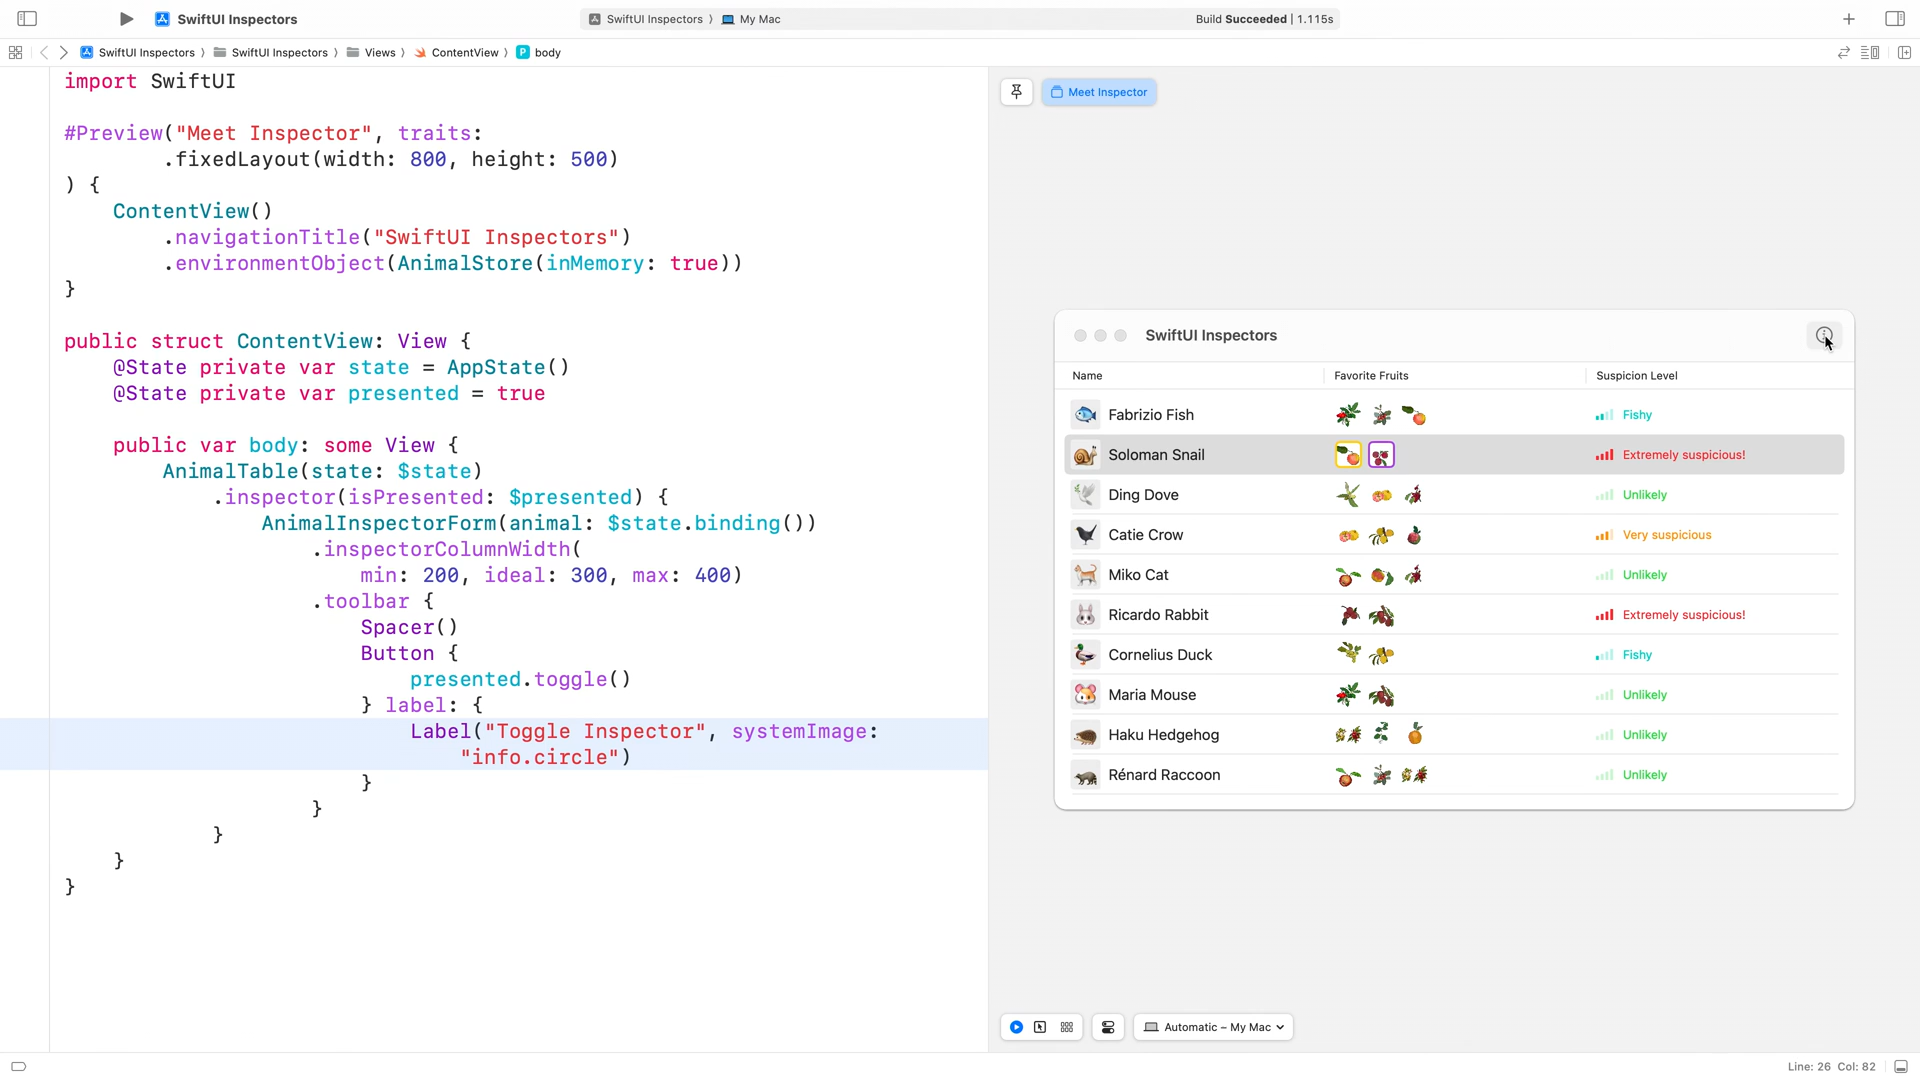 SwiftUI Inspectors
SwiftUI Inspectors 〉 My Mac
Build Succeeded | 1.115s
SwiftUI Inspectors 〉 SwiftUI Inspectors 〉 Views 〉 ContentView 〉 P body
import SwiftUI
#Preview("Meet Inspector", traits:
.fixedLayout(width: 800, height: 500)
) {
ContentView()
.navigationTitle("SwiftUI Inspectors")
.environmentObject(AnimalStore(inMemory: true))
}
public struct ContentView: View {
@State private var state = AppState()
@State private var presented = true
public var body: some View {
AnimalTable(state: $state)
.inspector(isPresented: $presented) {
AnimalInspectorForm(animal: $state.binding())
.inspectorColumnWidth(
min: 200, ideal: 300, max: 400)
.toolbar {
Spacer()
Button {
presented.toggle()
} label: {
Label("Toggle Inspector", systemImage:
"info.circle")
}
}
}
}
}
Meet Inspector
SwiftUI Inspectors
Name Favorite Fruits Suspicion Level
Fabrizio Fish Fishy
Soloman Snail Extremely suspicious!
Ding Dove Unlikely
Catie Crow Very suspicious
Miko Cat Unlikely
Ricardo Rabbit Extremely suspicious!
Cornelius Duck Fishy
Maria Mouse Unlikely
Haku Hedgehog Unlikely
Rénard Raccoon Unlikely
Automatic – My Mac
Line: 26 Col: 82